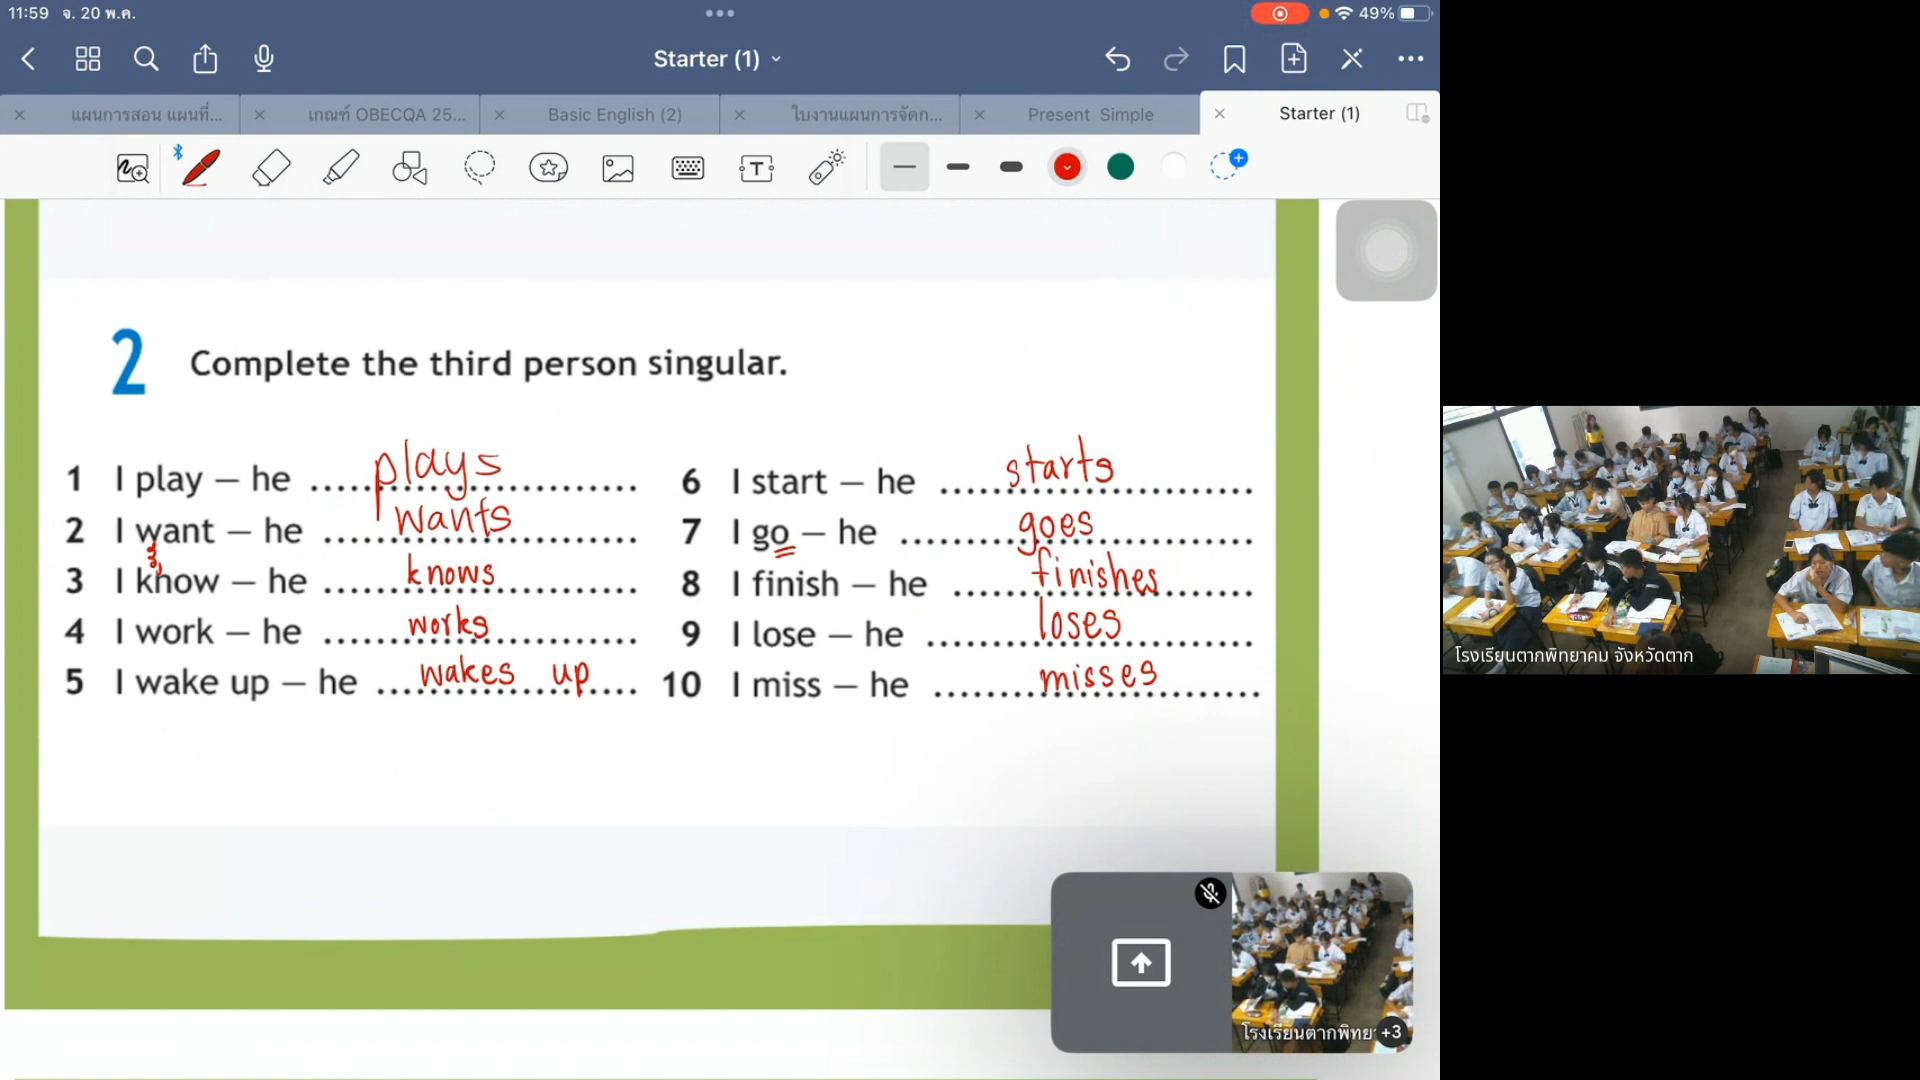 11:59 จ. 20 พ.ค.
49%
Starter (1)
แผนการสอน แผนที่...
เกณฑ์ OBECQA 25...
Basic English (2)
ใบงานแผนการจัดก...
Present Simple
Starter (1)
2 Complete the third person singular.
1 I play – he ........ plays
2 I want – he ........ wants
3 I know – he ........ knows
4 I work – he ........ works
5 I wake up – he ........ wakes up
6 I start – he ........ starts
7 I go – he ........ goes
8 I finish – he ........ finishes
9 I lose – he ........ loses
10 I miss – he ........ misses
โรงเรียนตากพิทยาคม จังหวัดตาก
โรงเรียนตากพิทยา +3